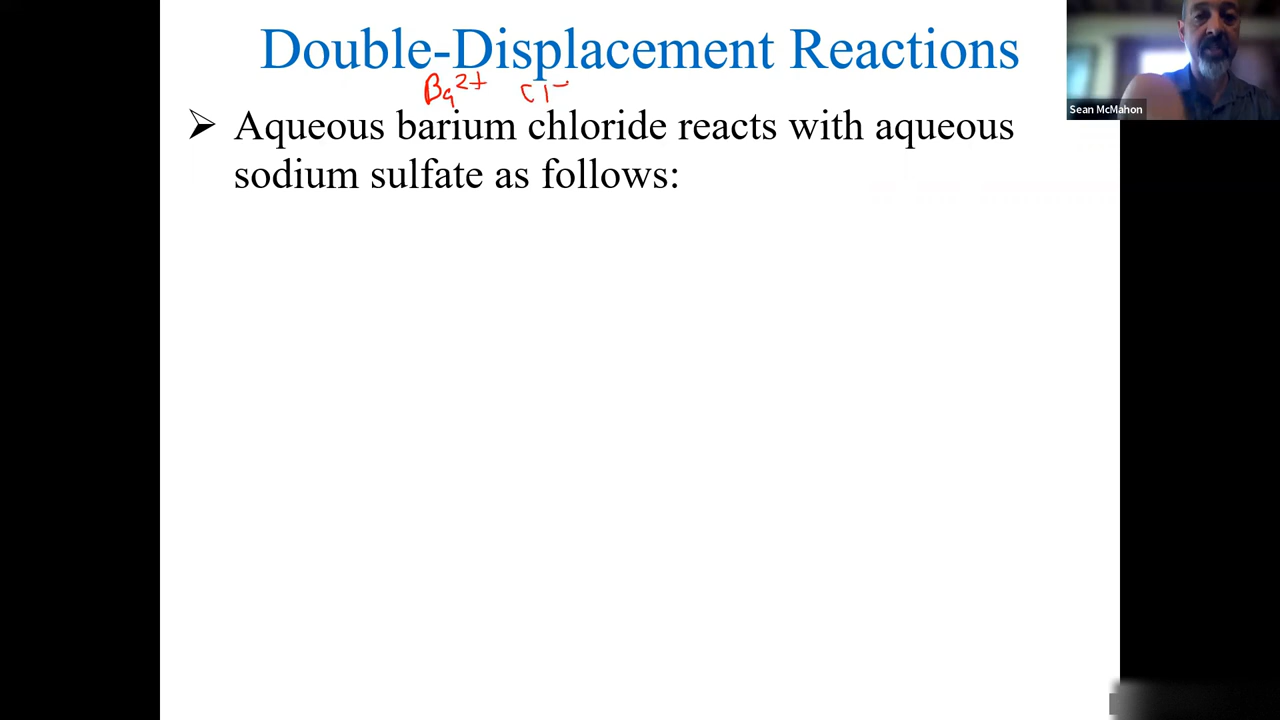 Double-Displacement Reactions
Ba2+ Cl-
Sean McMahon
➢ Aqueous barium chloride reacts with aqueous
sodium sulfate as follows: